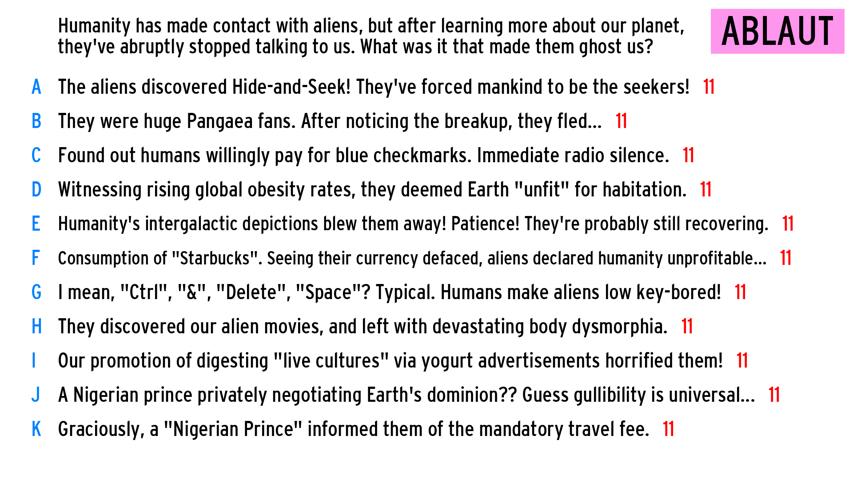 Humanity has made contact with aliens, but after learning more about our planet,
they've abruptly stopped talking to us. What was it that made them ghost us?
ABLAUT
A The aliens discovered Hide-and-Seek! They've forced mankind to be the seekers! 11
B They were huge Pangaea fans. After noticing the breakup, they fled... 11
C Found out humans willingly pay for blue checkmarks. Immediate radio silence. 11
D Witnessing rising global obesity rates, they deemed Earth "unfit" for habitation. 11
E Humanity's intergalactic depictions blew them away! Patience! They're probably still recovering. 11
F Consumption of "Starbucks". Seeing their currency defaced, aliens declared humanity unprofitable... 11
G I mean, "Ctrl", "&", "Delete", "Space"? Typical. Humans make aliens low key-bored! 11
H They discovered our alien movies, and left with devastating body dysmorphia. 11
I Our promotion of digesting "live cultures" via yogurt advertisements horrified them! 11
J A Nigerian prince privately negotiating Earth's dominion?? Guess gullibility is universal... 11
K Graciously, a "Nigerian Prince" informed them of the mandatory travel fee. 11